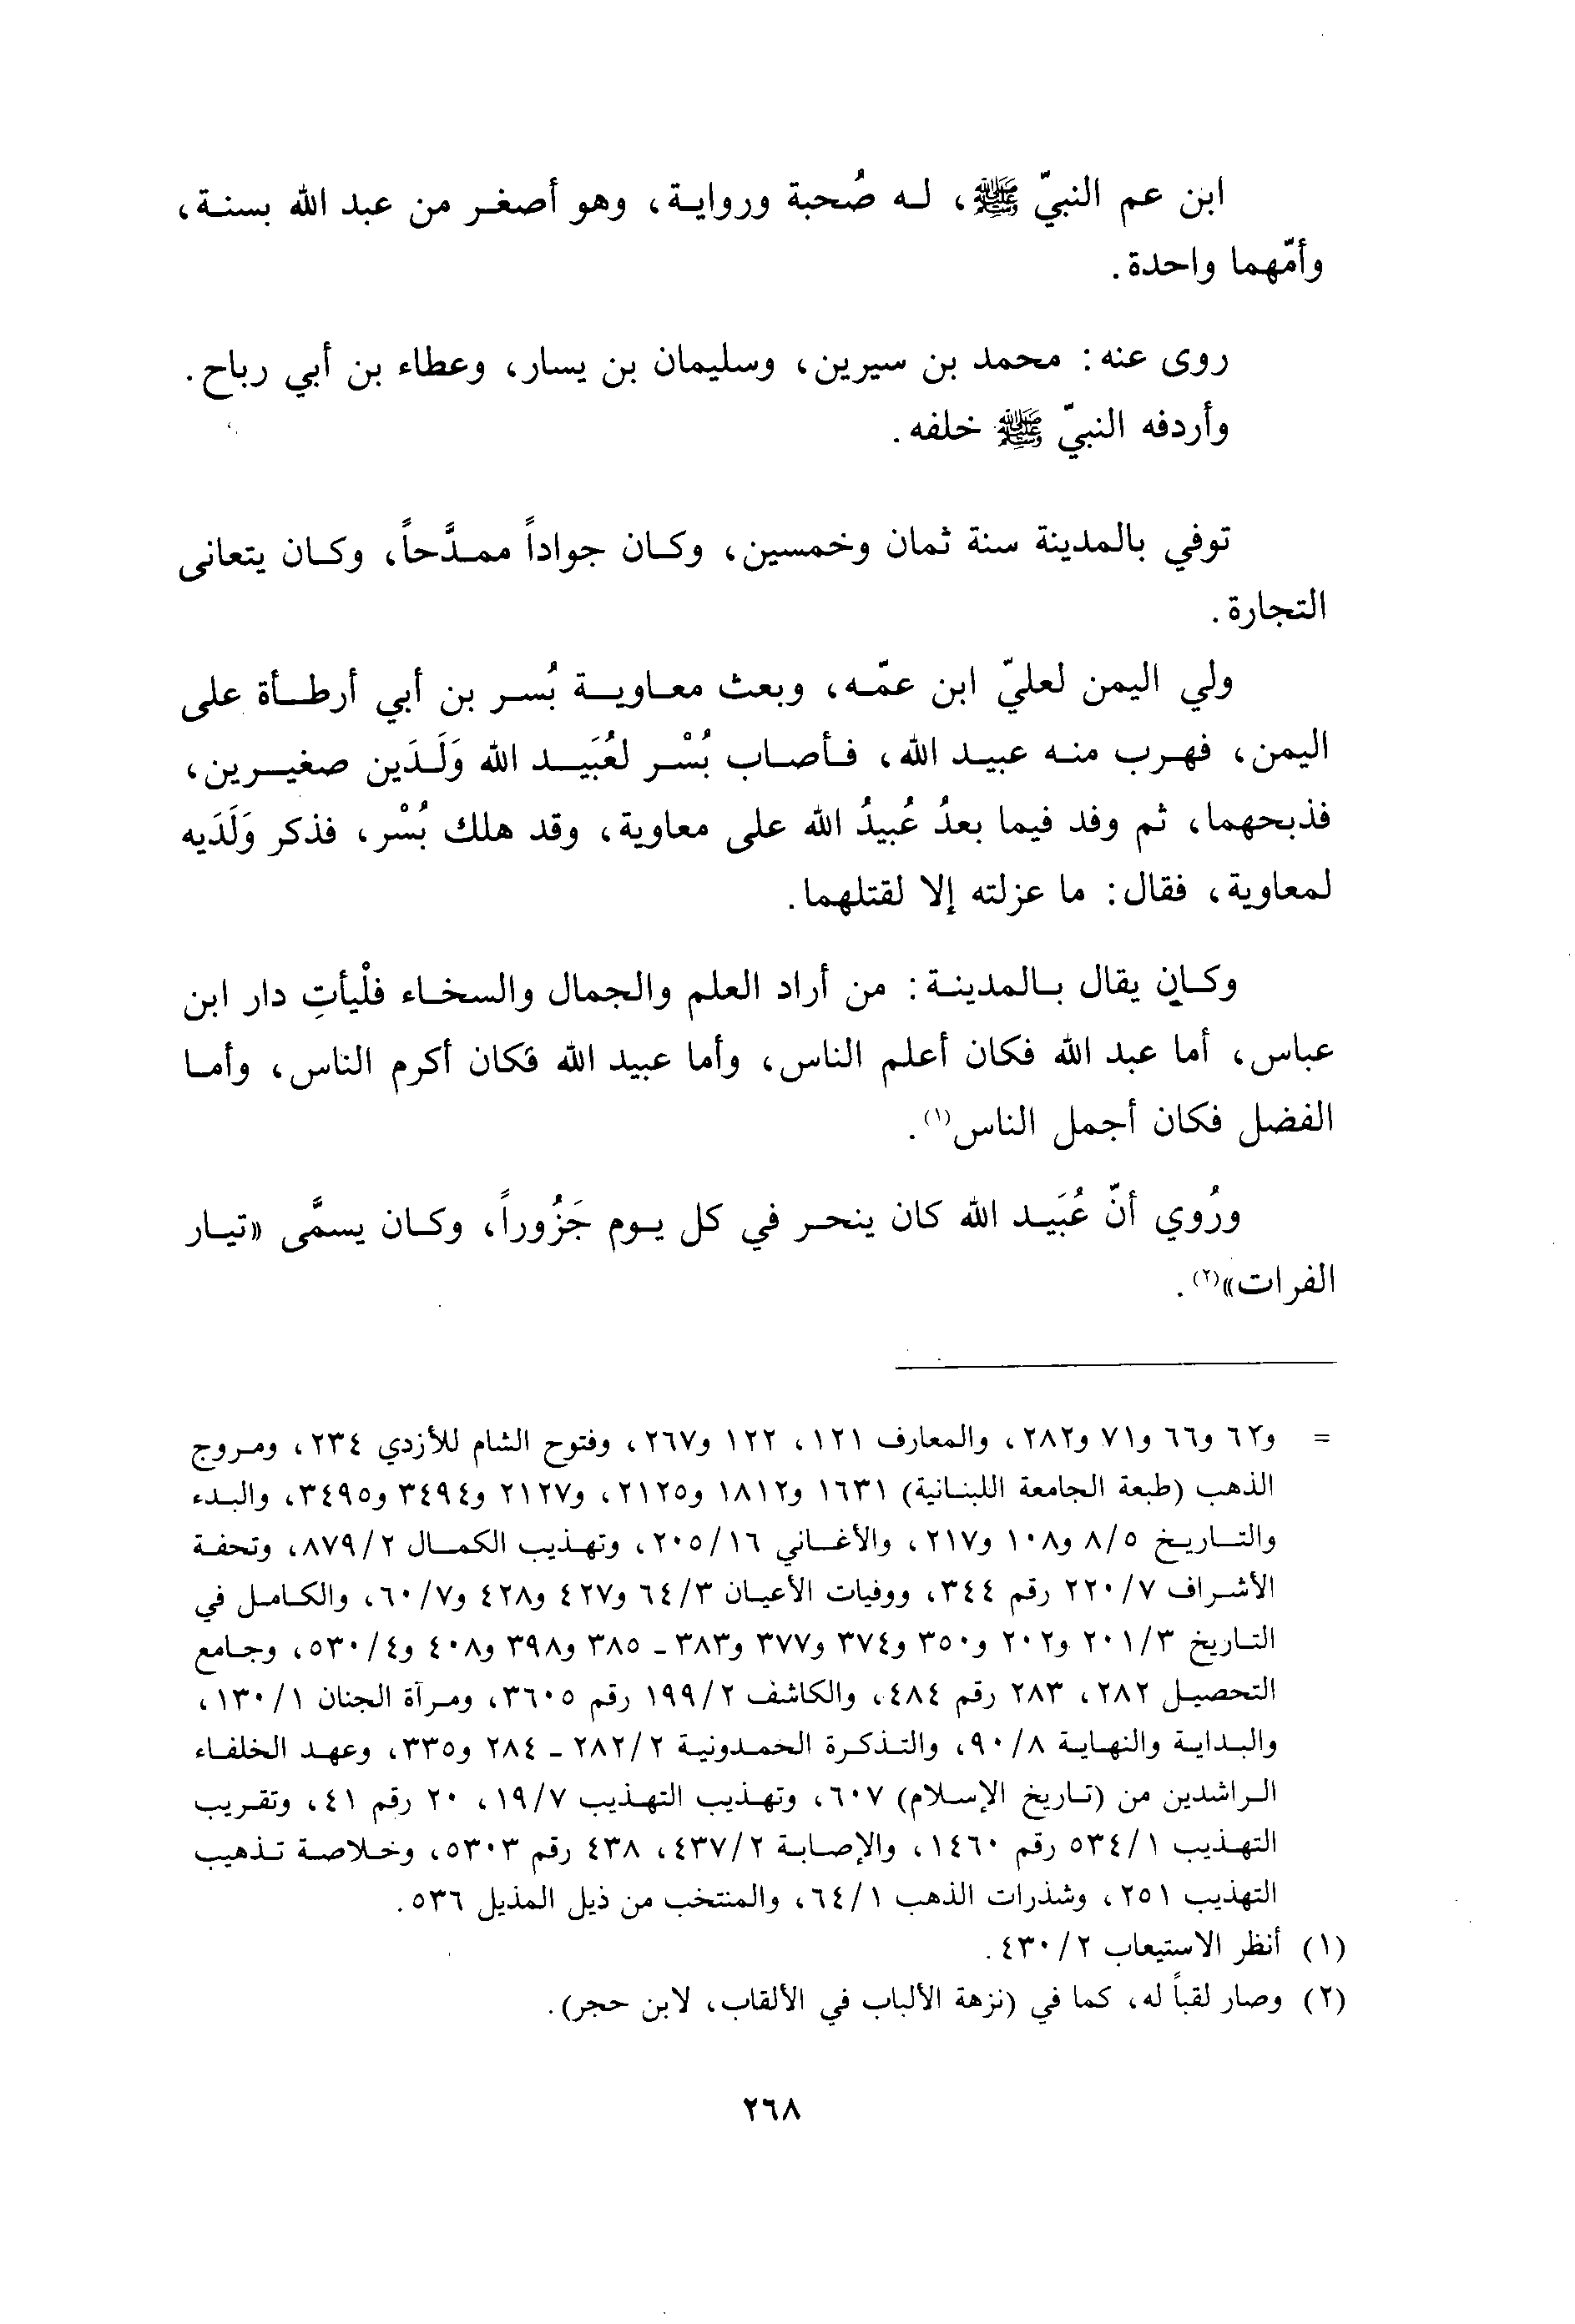 ابن عم النبيّ ﷺ، له صُحبة ورواية، وهو أصغر من عبد الله بسنة،
وأمّهما واحدة.
روى عنه: محمد بن سيرين، وسليمان بن يسار، وعطاء بن أبي رباح.
وأردفه النبيّ ﷺ خلفه.
توفي بالمدينة سنة ثمان وخمسين، وكان جواداً ممدَّحاً، وكان يتعانى
التجارة.
ولي اليمن لعليّ ابن عمّه، وبعث معاوية بُسر بن أبي أرطأة على
اليمن، فهرب منه عبيد الله، فأصاب بُسْر لعُبَيد الله وَلَدَين صغيرين،
فذبحهما، ثم وفد فيما بعدُ عُبيدُ الله على معاوية، وقد هلك بُسْر، فذكر وَلَدَيه
لمعاوية، فقال: ما عزلته إلا لقتلهما.
وكان يقال بالمدينة: من أراد العلم والجمال والسخاء فلْيأتِ دار ابن
عباس، أما عبد الله فكان أعلم الناس، وأما عبيد الله فكان أكرم الناس، وأما
الفضل فكان أجمل الناس(١).
ورُوي أنّ عُبَيد الله كان ينحر في كل يوم جَزُوراً، وكان يسمَّى «تيار
الفرات»(٢).
= و٦٢ و٦٦ و٧١ و٢٨٢، والمعارف ١٢١، ١٢٢ و٢٦٧، وفتوح الشام للأزدي ٢٣٤، ومروج
الذهب (طبعة الجامعة اللبنانية) ١٦٣١ و١٨١٢ و٢١٢٥، و٢١٢٧ و٣٤٩٤ و٣٤٩٥، والبدء
والتاريخ ٨/٥ و١٠٨ و٢١٧، والأغاني ٢٠٥/١٦، وتهذيب الكمال ٨٧٩/٢، وتحفة
الأشراف ٢٢٠/٧ رقم ٣٤٤، ووفيات الأعيان ٦٤/٣ و٤٢٧ و٤٢٨ و٦٠/٧، والكامل في
التاريخ ٢٠١/٣ و٢٠٢ و٣٥٠ و٣٧٤ و٣٧٧ و٣٨٣ ـ ٣٨٥ و٣٩٨ و٤٠٨ و٥٣٠/٤، وجامع
التحصيل ٢٨٢، ٢٨٣ رقم ٤٨٤، والكاشف ١٩٩/٢ رقم ٣٦٠٥، ومرآة الجنان ١٣٠/١،
والبداية والنهاية ٩٠/٨، والتذكرة الحمدونية ٢٨٢/٢ ـ ٢٨٤ و٣٣٥، وعهد الخلفاء
الراشدين من (تاريخ الإسلام) ٦٠٧، وتهذيب التهذيب ١٩/٧، ٢٠ رقم ٤١، وتقريب
التهذيب ٥٣٤/١ رقم ١٤٦٠، والإصابة ٤٣٧/٢، ٤٣٨ رقم ٥٣٠٣، وخلاصة تذهيب
التهذيب ٢٥١، وشذرات الذهب ٦٤/١، والمنتخب من ذيل المذيل ٥٣٦.
(١) أنظر الاستيعاب ٤٣٠/٢.
(٢) وصار لقباً له، كما في (نزهة الألباب في الألقاب، لابن حجر).
٢٦٨